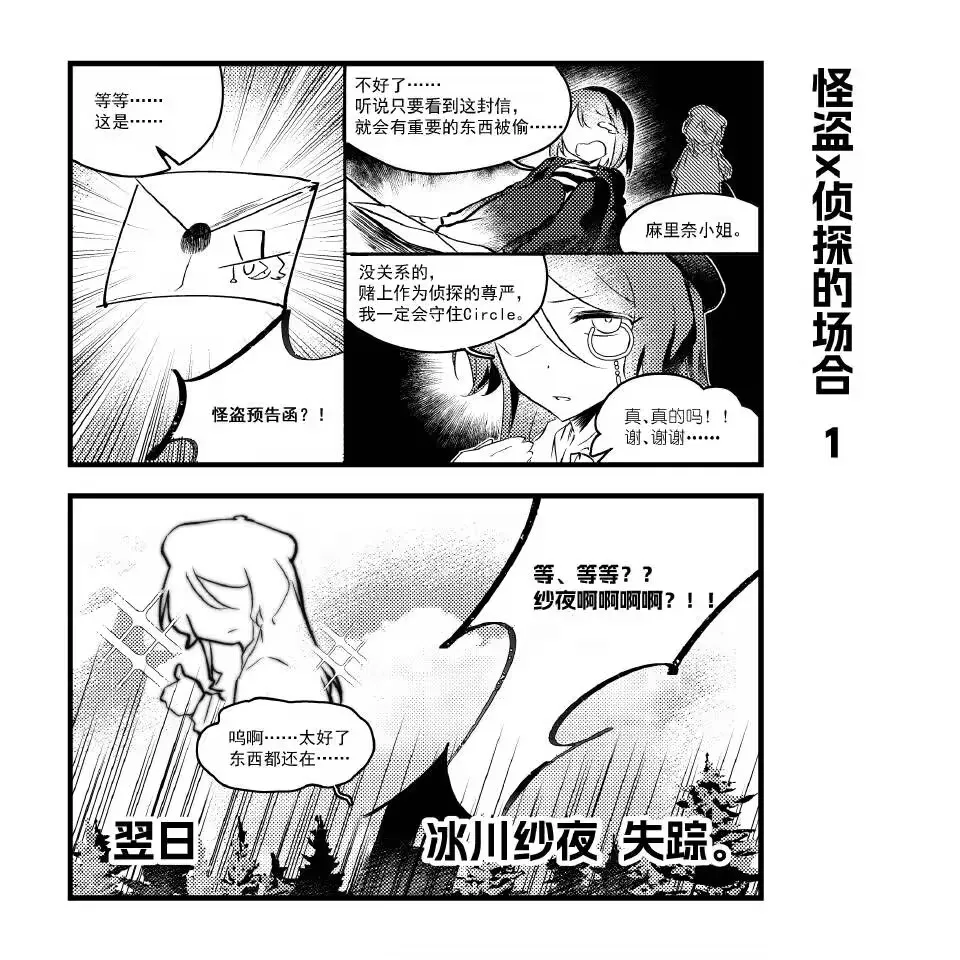 怪盗×侦探的场合 1
等等……
这是……
怪盗预告函？！
不好了……
听说只要看到这封信，
就会有重要的东西被偷……
麻里奈小姐。
没关系的，
赌上作为侦探的尊严，
我一定会守住Circle。
真、真的吗！！
谢、谢谢……
等、等等？？
纱夜啊啊啊啊？！！
呜啊……太好了
东西都还在……
翌日
冰川纱夜 失踪。